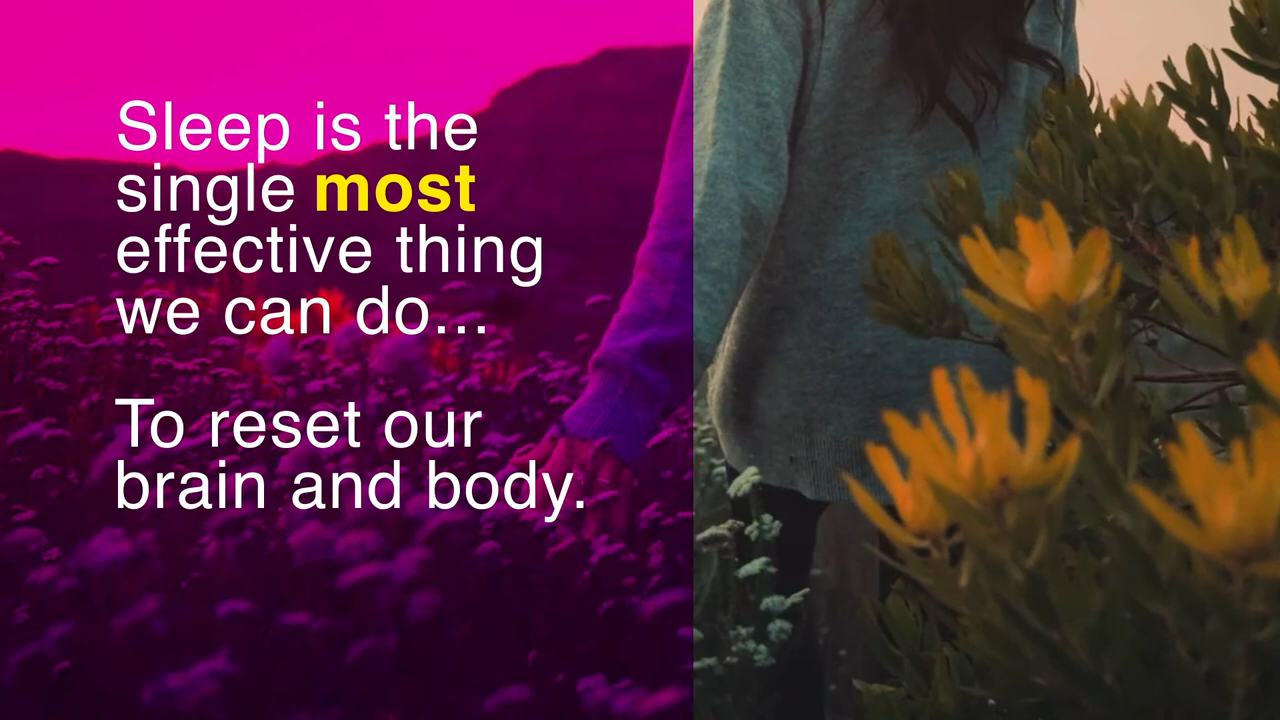 Sleep is the
single most
effective thing
we can do...
To reset our
brain and body.